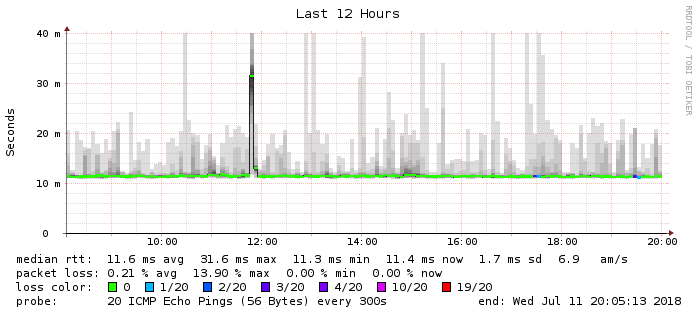 Last 12 Hours
RRDTOOL / TOBI OETIKER
Seconds
40 m
30 m
20 m
10 m
0
10:00 12:00 14:00 16:00 18:00 20:00
median rtt: 11.6 ms avg 31.6 ms max 11.3 ms min 11.4 ms now 1.7 ms sd 6.9 am/s
packet loss: 0.21 % avg 13.90 % max 0.00 % min 0.00 % now
loss color: 0 1/20 2/20 3/20 4/20 10/20 19/20
probe: 20 ICMP Echo Pings (56 Bytes) every 300s end: Wed Jul 11 20:05:13 2018